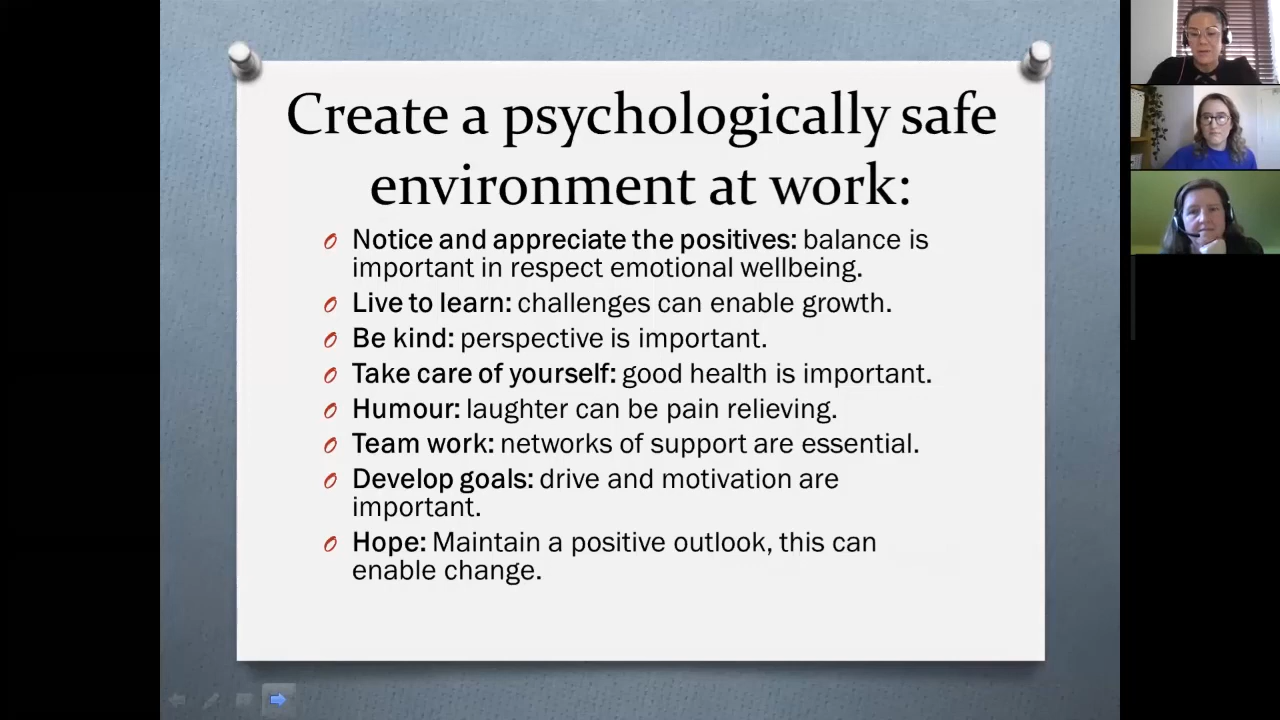 Create a psychologically safe
environment at work:
Notice and appreciate the positives: balance is
important in respect emotional wellbeing.
Live to learn: challenges can enable growth.
Be kind: perspective is important.
Take care of yourself: good health is important.
Humour: laughter can be pain relieving.
Team work: networks of support are essential.
Develop goals: drive and motivation are
important.
Hope: Maintain a positive outlook, this can
enable change.